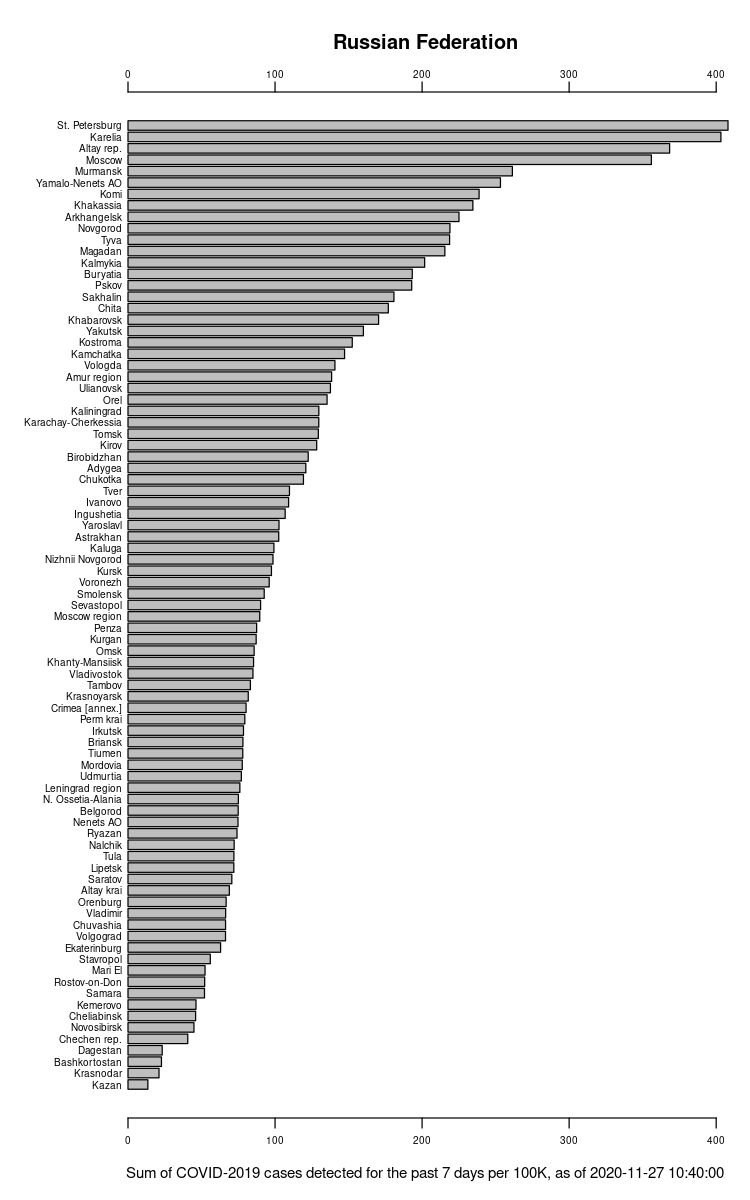 Russian Federation
0 100 200 300 400
St. Petersburg
Karelia
Altay rep.
Moscow
Murmansk
Yamalo-Nenets AO
Komi
Khakassia
Arkhangelsk
Novgorod
Tyva
Magadan
Kalmykia
Buryatia
Pskov
Sakhalin
Chita
Khabarovsk
Yakutsk
Kostroma
Kamchatka
Vologda
Amur region
Ulianovsk
Orel
Kaliningrad
Karachay-Cherkessia
Tomsk
Kirov
Birobidzhan
Adygea
Chukotka
Tver
Ivanovo
Ingushetia
Yaroslavl
Astrakhan
Kaluga
Nizhnii Novgorod
Kursk
Voronezh
Smolensk
Sevastopol
Moscow region
Penza
Kurgan
Omsk
Khanty-Mansiisk
Vladivostok
Tambov
Krasnoyarsk
Crimea [annex.]
Perm krai
Irkutsk
Briansk
Tiumen
Mordovia
Udmurtia
Leningrad region
N. Ossetia-Alania
Belgorod
Nenets AO
Ryazan
Nalchik
Tula
Lipetsk
Saratov
Altay krai
Orenburg
Vladimir
Chuvashia
Volgograd
Ekaterinburg
Stavropol
Mari El
Rostov-on-Don
Samara
Kemerovo
Cheliabinsk
Novosibirsk
Chechen rep.
Dagestan
Bashkortostan
Krasnodar
Kazan
0 100 200 300 400
Sum of COVID-2019 cases detected for the past 7 days per 100K, as of 2020-11-27 10:40:00